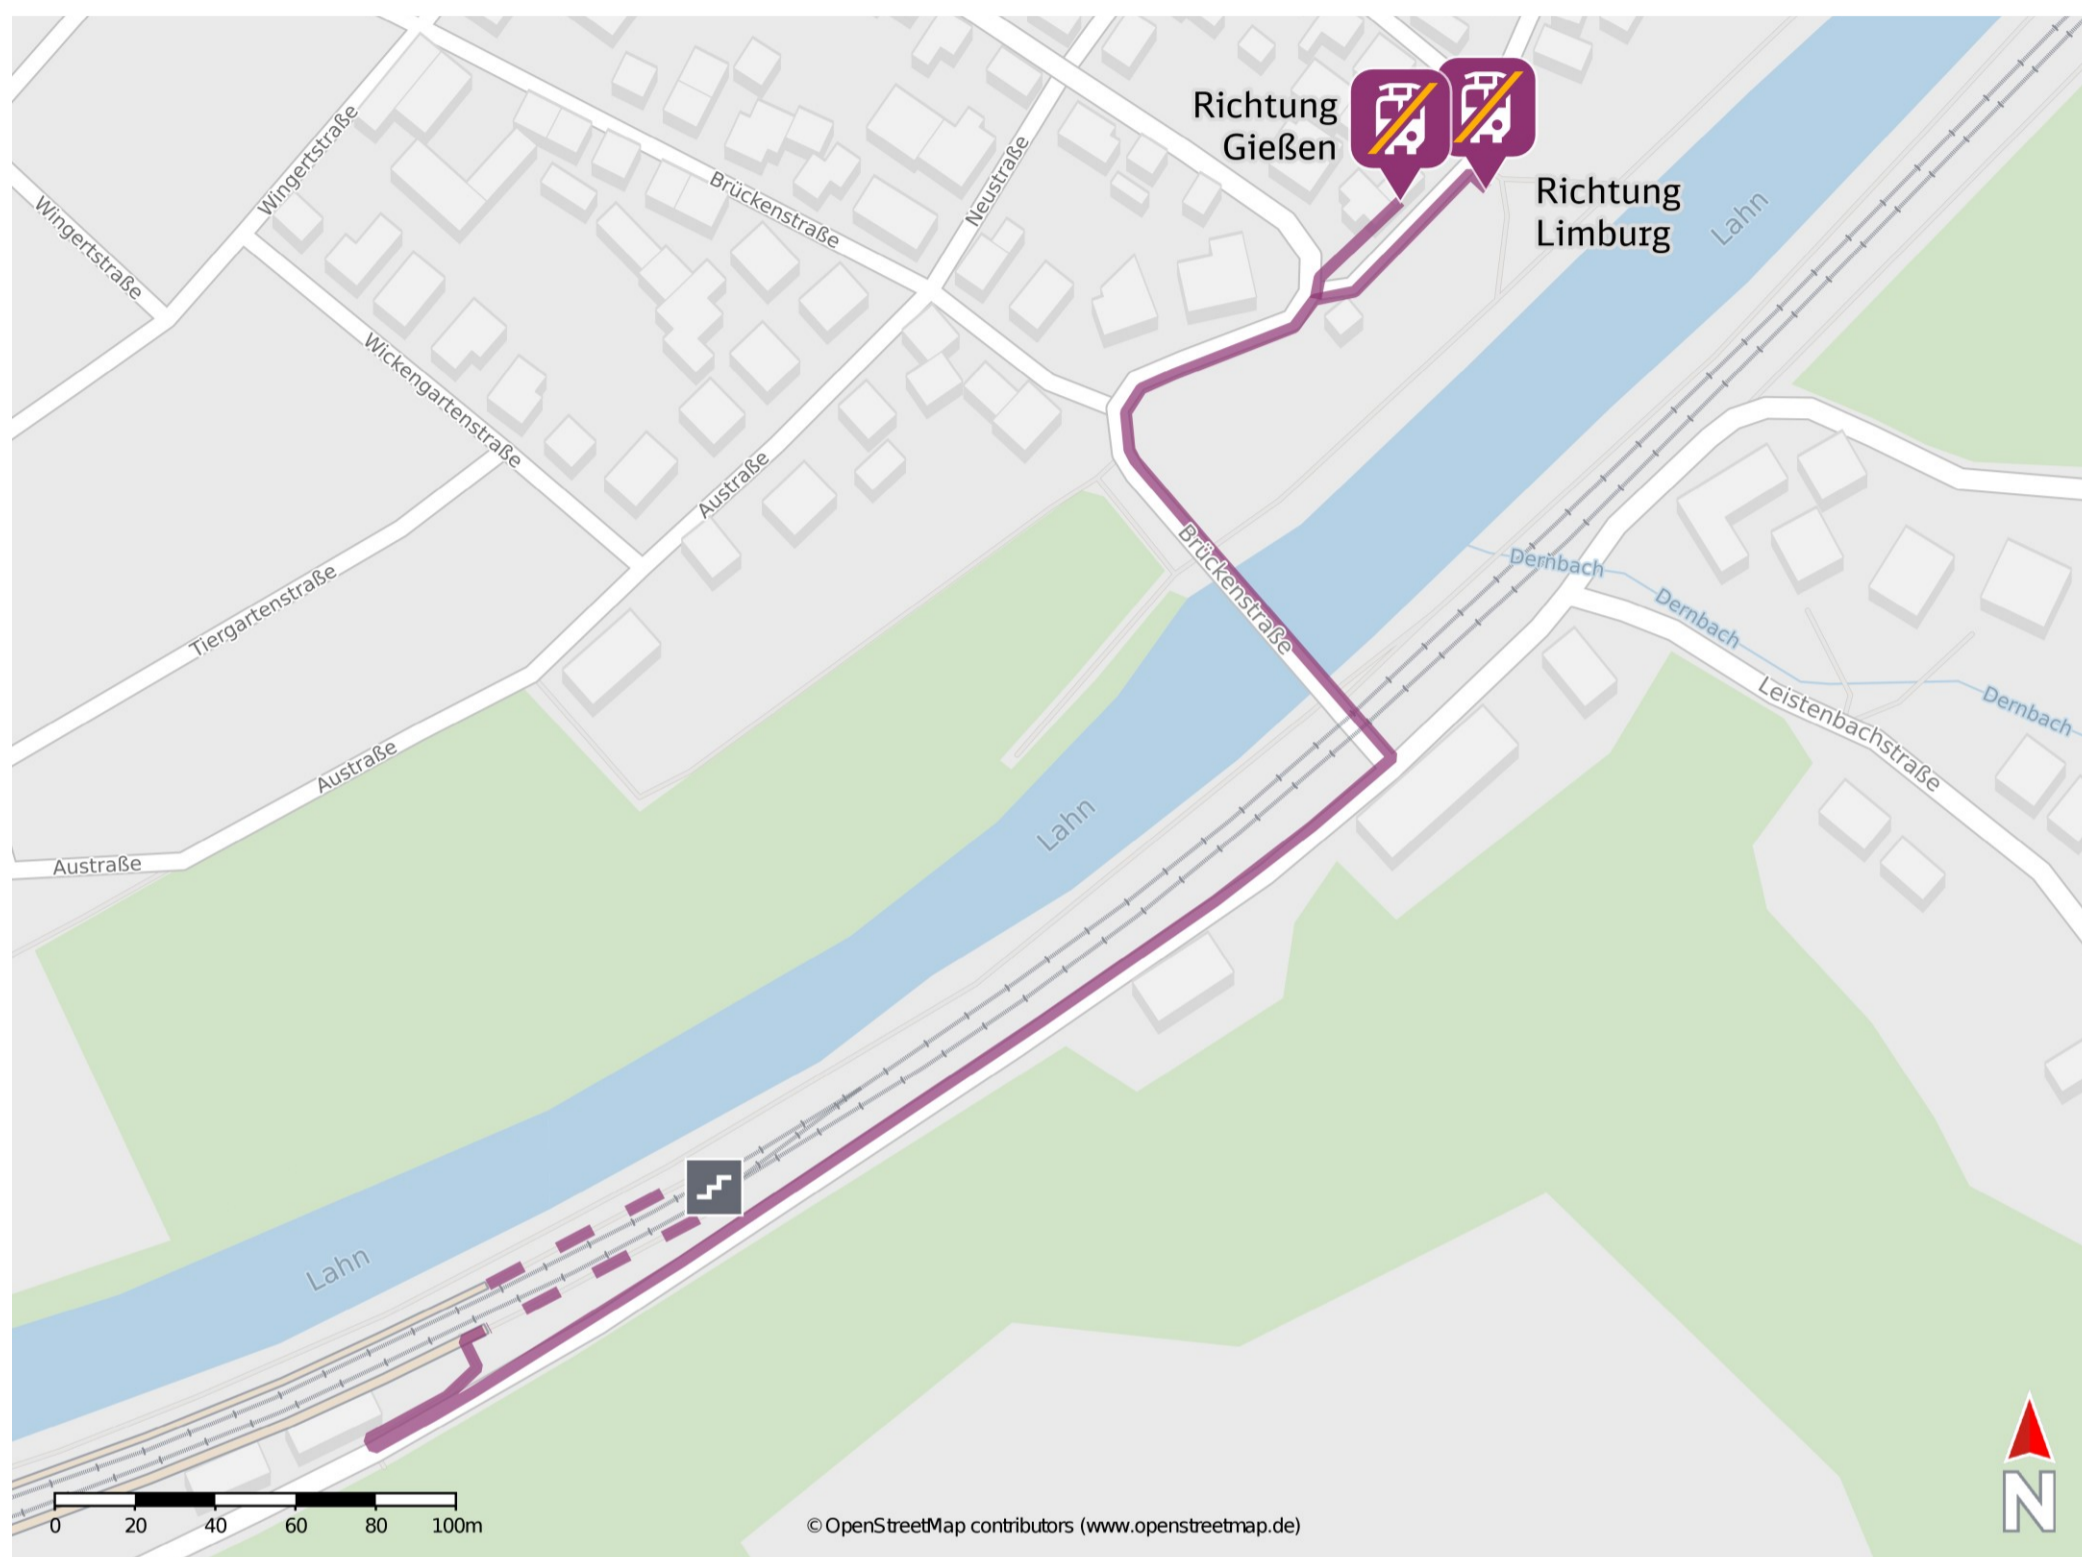 Richtung
Gießen
Richtung
Limburg
Wingertstraße
Wingertstraße
Brückenstraße
Neustraße
Lahn
Wickengartenstraße
Austraße
Brückenstraße
Dernbach
Dernbach
Dernbach
Tiergartenstraße
Leistenbachstraße
Austraße
Lahn
Austraße
Lahn
0 20 40 60 80 100m
© OpenStreetMap contributors (www.openstreetmap.de)
N